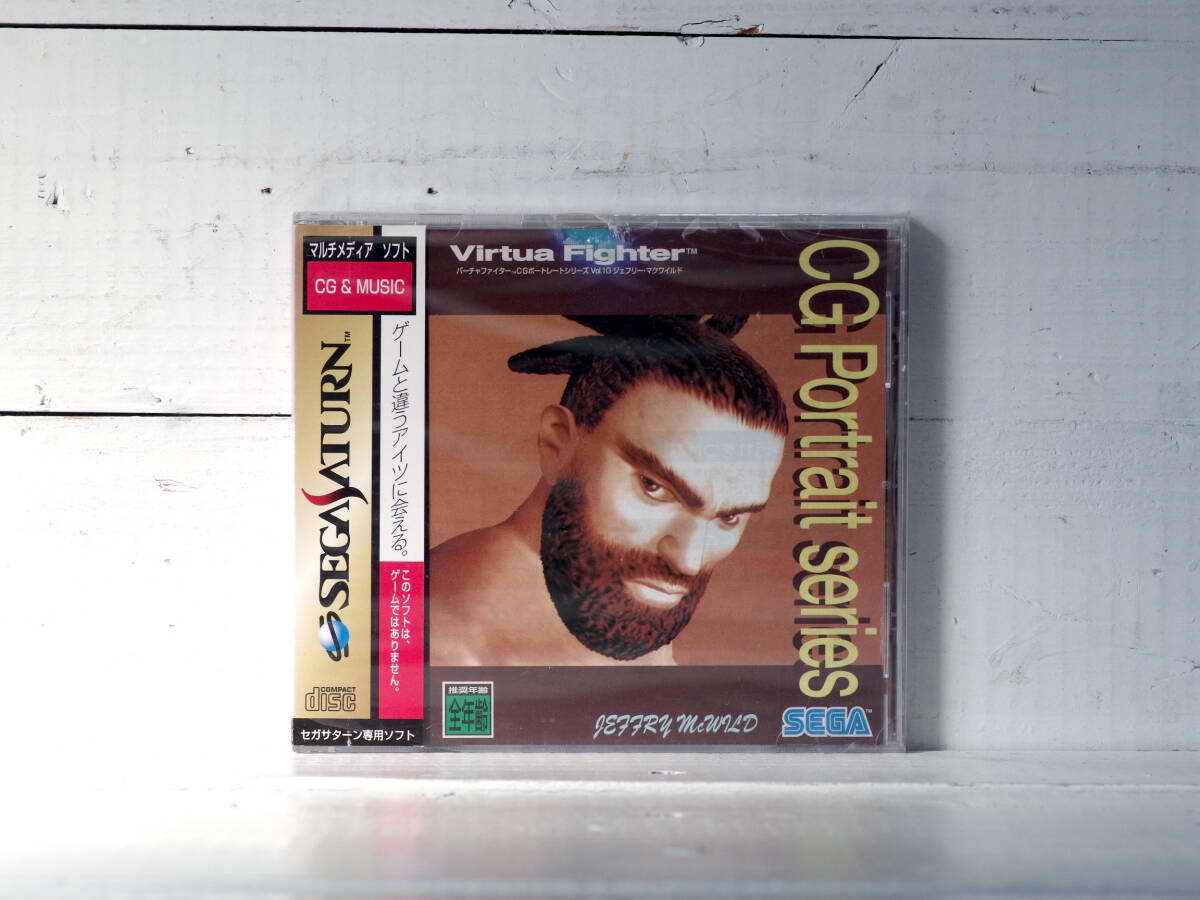 マルチメディア ソフト
CG & MUSIC
SEGA SATURN™
ゲームと違うアイツに会える。
このソフトは、
ゲームではありません。
COMPACT
disc
セガサターン専用ソフト
Virtua Fighter™
バーチャファイター™CGポートレートシリーズ Vol.10 ジェフリー・マクワイルド
CG Portrait series
推奨年齢
全年齢
JEFFRY McWILD
SEGA™